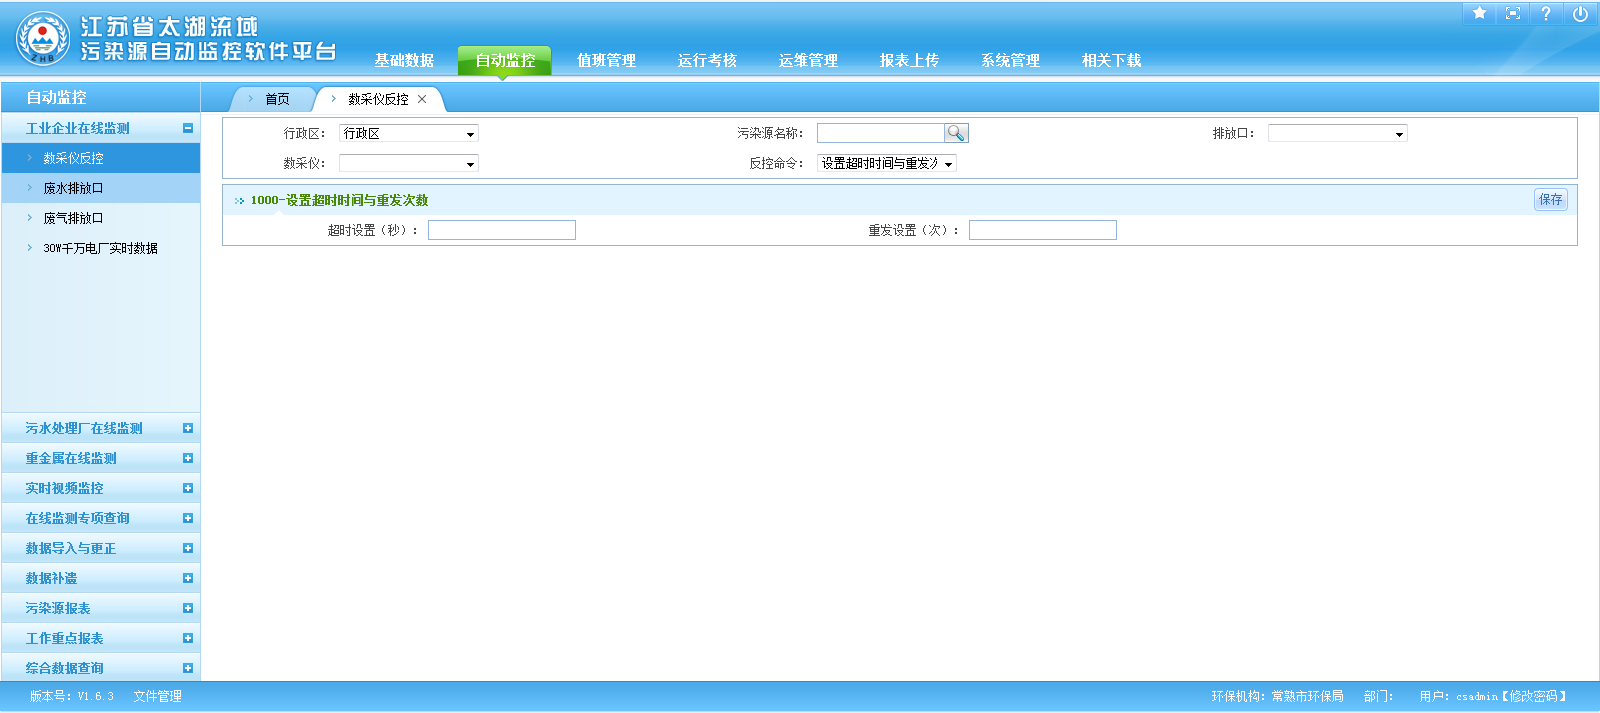 江苏省太湖流域
污染源自动监控软件平台
ZHB
基础数据 自动监控 值班管理 运行考核 运维管理 报表上传 系统管理 相关下载
自动监控
首页 数采仪反控
工业企业在线监测
数采仪反控
废水排放口
废气排放口
30W千万电厂实时数据
行政区： 行政区 污染源名称： 排放口：
数采仪： 反控命令： 设置超时时间与重发次
1000-设置超时时间与重发次数 保存
超时设置（秒）： 重发设置（次）：
污水处理厂在线监测
重金属在线监测
实时视频监控
在线监测专项查询
数据导入与更正
数据补遗
污染源报表
工作重点报表
综合数据查询
版本号：V1.6.3 文件管理 环保机构：常熟市环保局 部门： 用户：csadmin【修改密码】